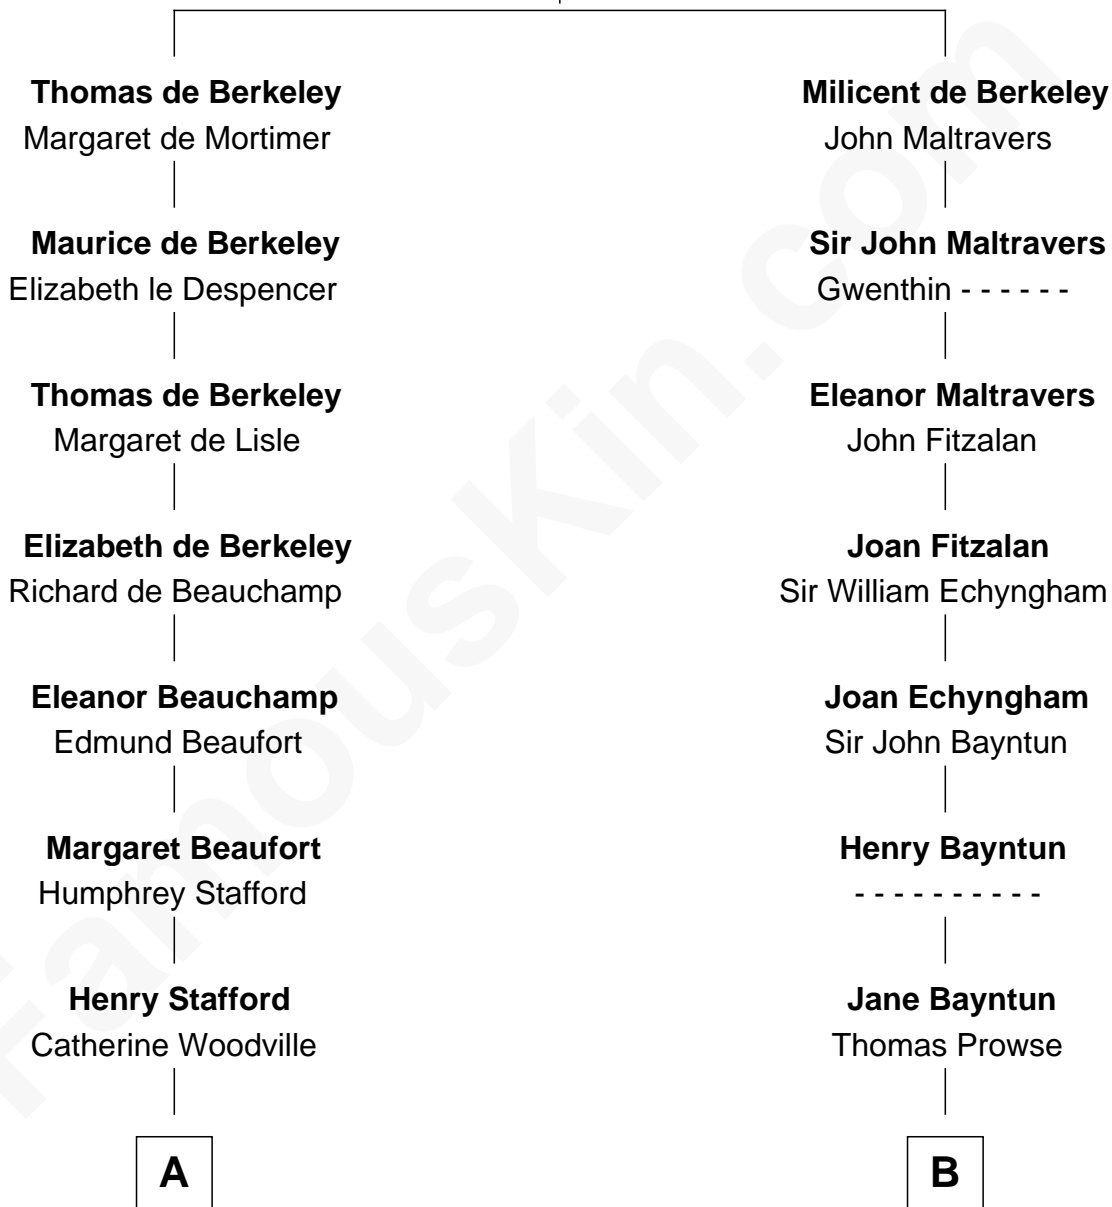 Thomas de Berkeley
Margaret de Mortimer
Maurice de Berkeley
Elizabeth le Despencer
Thomas de Berkeley
Margaret de Lisle
Elizabeth de Berkeley
Richard de Beauchamp
Eleanor Beauchamp
Edmund Beaufort
Margaret Beaufort
Humphrey Stafford
Henry Stafford
Catherine Woodville
A
Milicent de Berkeley
John Maltravers
Sir John Maltravers
Gwenthin - - - - - -
Eleanor Maltravers
John Fitzalan
Joan Fitzalan
Sir William Echyngham
Joan Echyngham
Sir John Bayntun
Henry Bayntun
- - - - - - - - - -
Jane Bayntun
Thomas Prowse
B
FamousKin.com